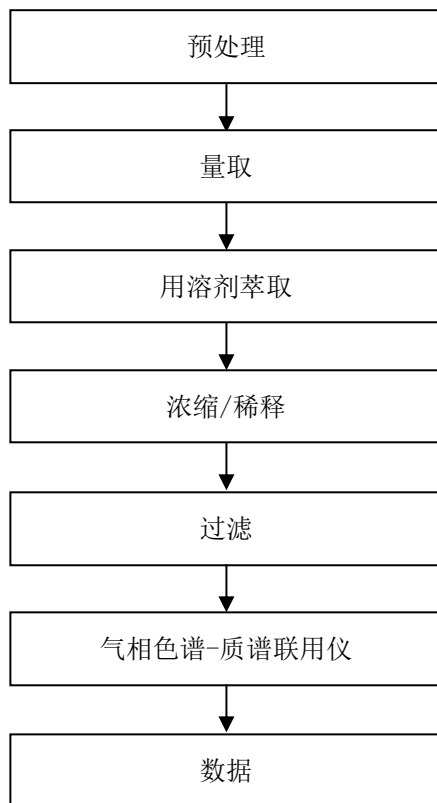 预处理
量取
用溶剂萃取
浓缩/稀释
过滤
气相色谱-质谱联用仪
数据